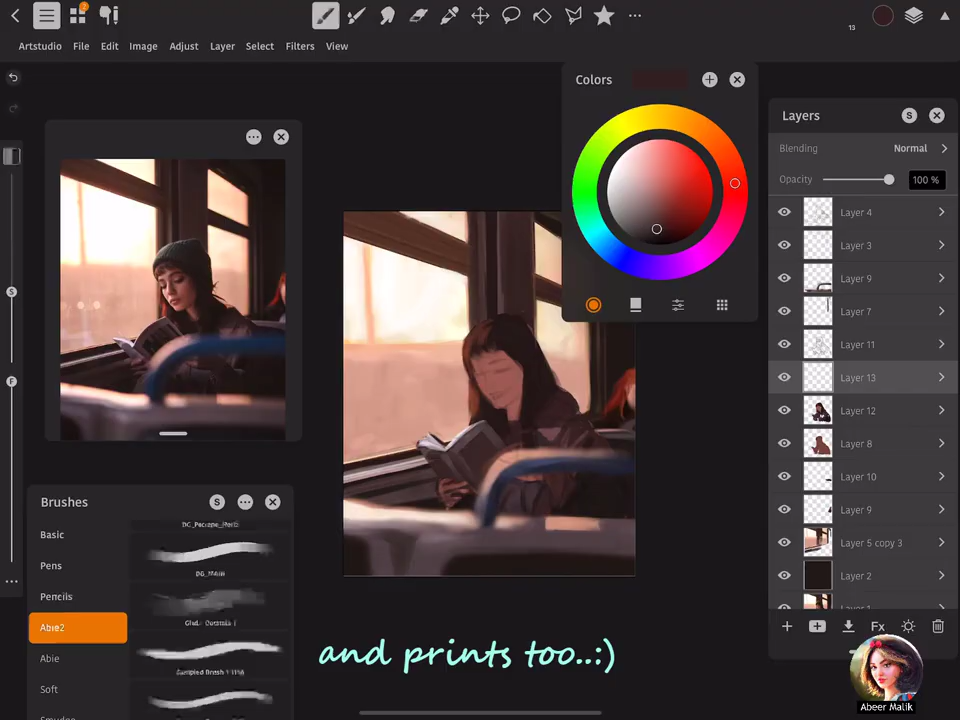 13
Artstudio File Edit Image Adjust Layer Select Filters View
Colors
Layers S
Blending Normal
Opacity 100 %
Layer 4
Layer 3
Layer 9
Layer 7
Layer 11
Layer 13
Layer 12
Layer 8
Layer 10
Layer 9
Layer 5 copy 3
Layer 2
Fx
S
F
Brushes S
Basic
Pens
Pencils
Abie2
Abie
Soft
and prints too..:)
Abeer Malik